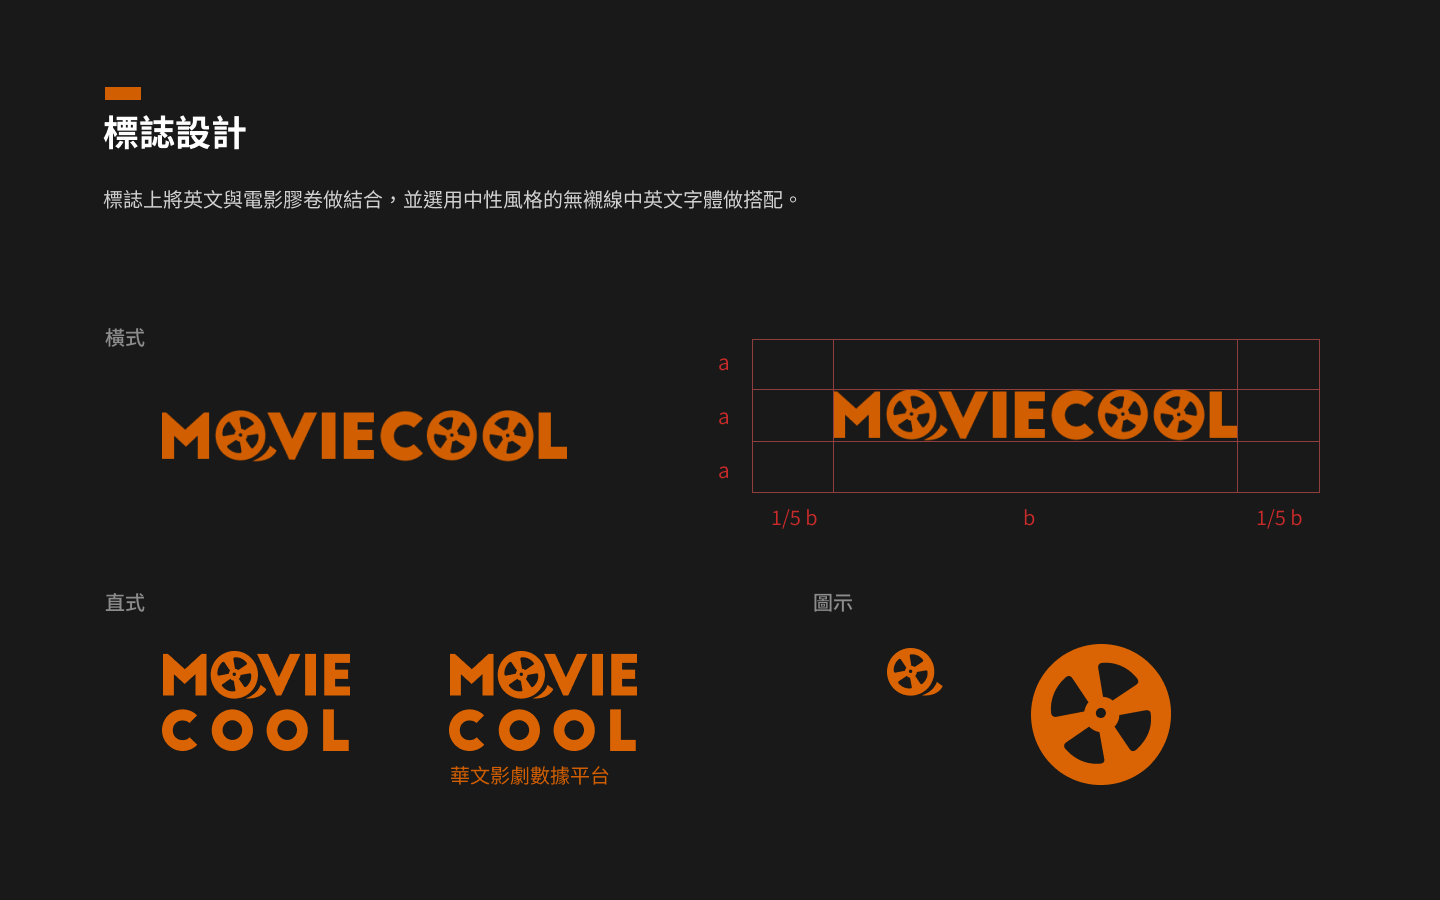 標誌設計
標誌上將英文與電影膠卷做結合，並選用中性風格的無襯線中英文字體做搭配。
橫式
MOVIECOOL
a
a
a
MOVIECOOL
1/5 b
b
1/5 b
直式
MOVIE
COOL
MOVIE
COOL
華文影劇數據平台
圖示